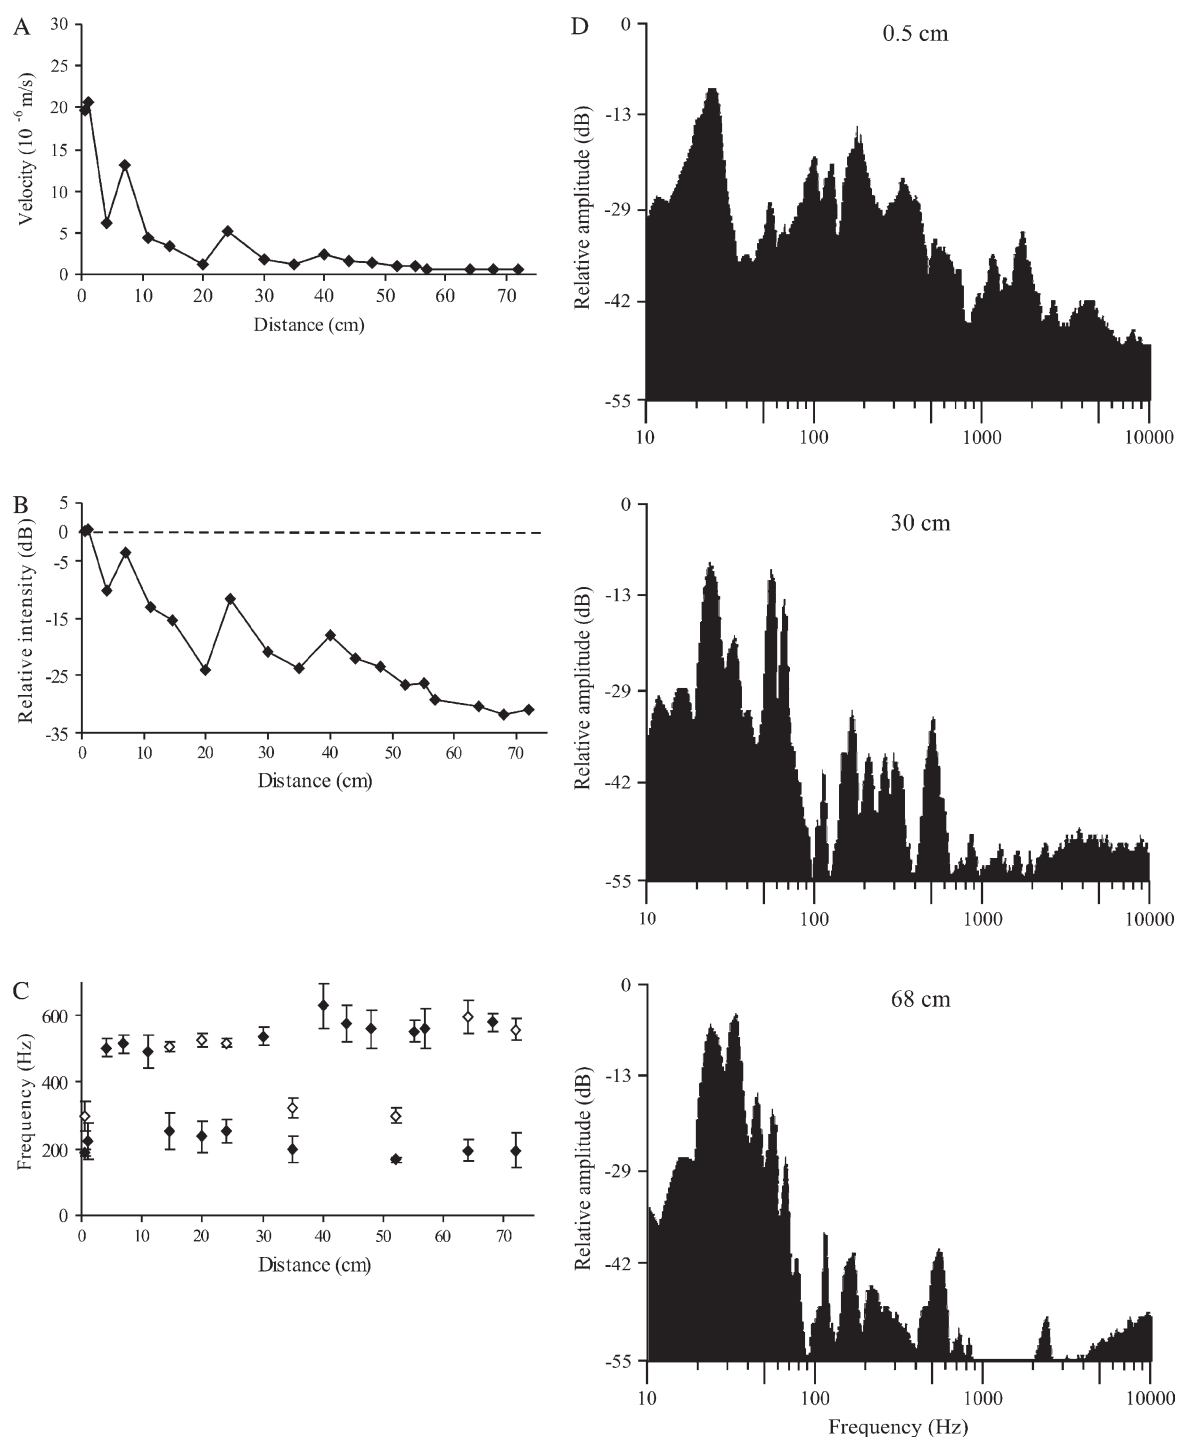 A
Velocity (10 -6 m/s)
30
25
20
15
10
5
0
0 10 20 30 40 50 60 70
Distance (cm)
B
Relative intensity (dB)
5
0
-5
-15
-25
-35
0 10 20 30 40 50 60 70
Distance (cm)
C
Frequency (Hz)
600
400
200
0
0 10 20 30 40 50 60 70
Distance (cm)
D
0.5 cm
Relative amplitude (dB)
0
-13
-29
-42
-55
10 100 1000 10000
30 cm
Relative amplitude (dB)
0
-13
-29
-42
-55
10 100 1000 10000
68 cm
Relative amplitude (dB)
0
-13
-29
-42
-55
10 100 1000 10000
Frequency (Hz)